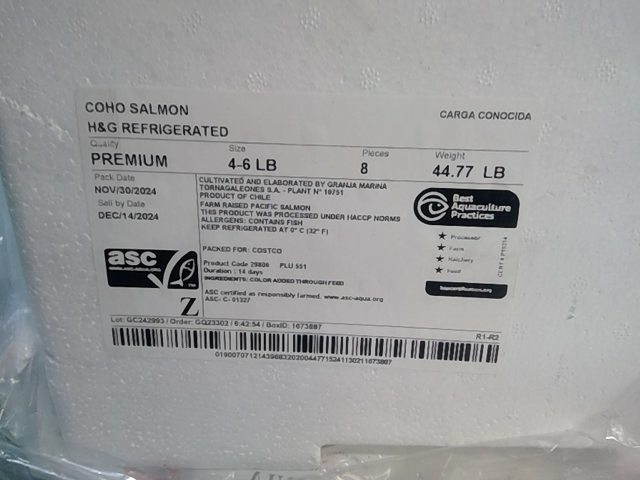 COHO SALMON
CARGA CONOCIDA
H&G REFRIGERATED
Quality
Size
Pieces
Weight
PREMIUM
4-6 LB
8
44.77 LB
Pack Date
NOV/30/2024
Sell by Date
DEC/14/2024
CULTIVATED AND ELABORATED BY GRANJA MARINA
TORNAGALEONES S.A. - PLANT N° 10751
PRODUCT OF CHILE
FARM RAISED PACIFIC SALMON
THIS PRODUCT WAS PROCESSED UNDER HACCP NORMS
ALLERGENS: CONTAINS FISH
KEEP REFRIGERATED AT 0° C (32° F)
PACKED FOR: COSTCO
Product Code 29806 PLU 551
Duration : 14 days
INGREDIENTS: COLOR ADDED THROUGH FEED
ASC certified as responsibly farmed. www.asc-aqua.org
ASC- C- 01327
Best
Aquaculture
Practices
Processor
Farm
Hatchery
Feed
bapcertification.org
asc
Z
Lot: GC242993 / Order: GQ23302 / 6:42:54 / BoxID: 1673887
R1-R2